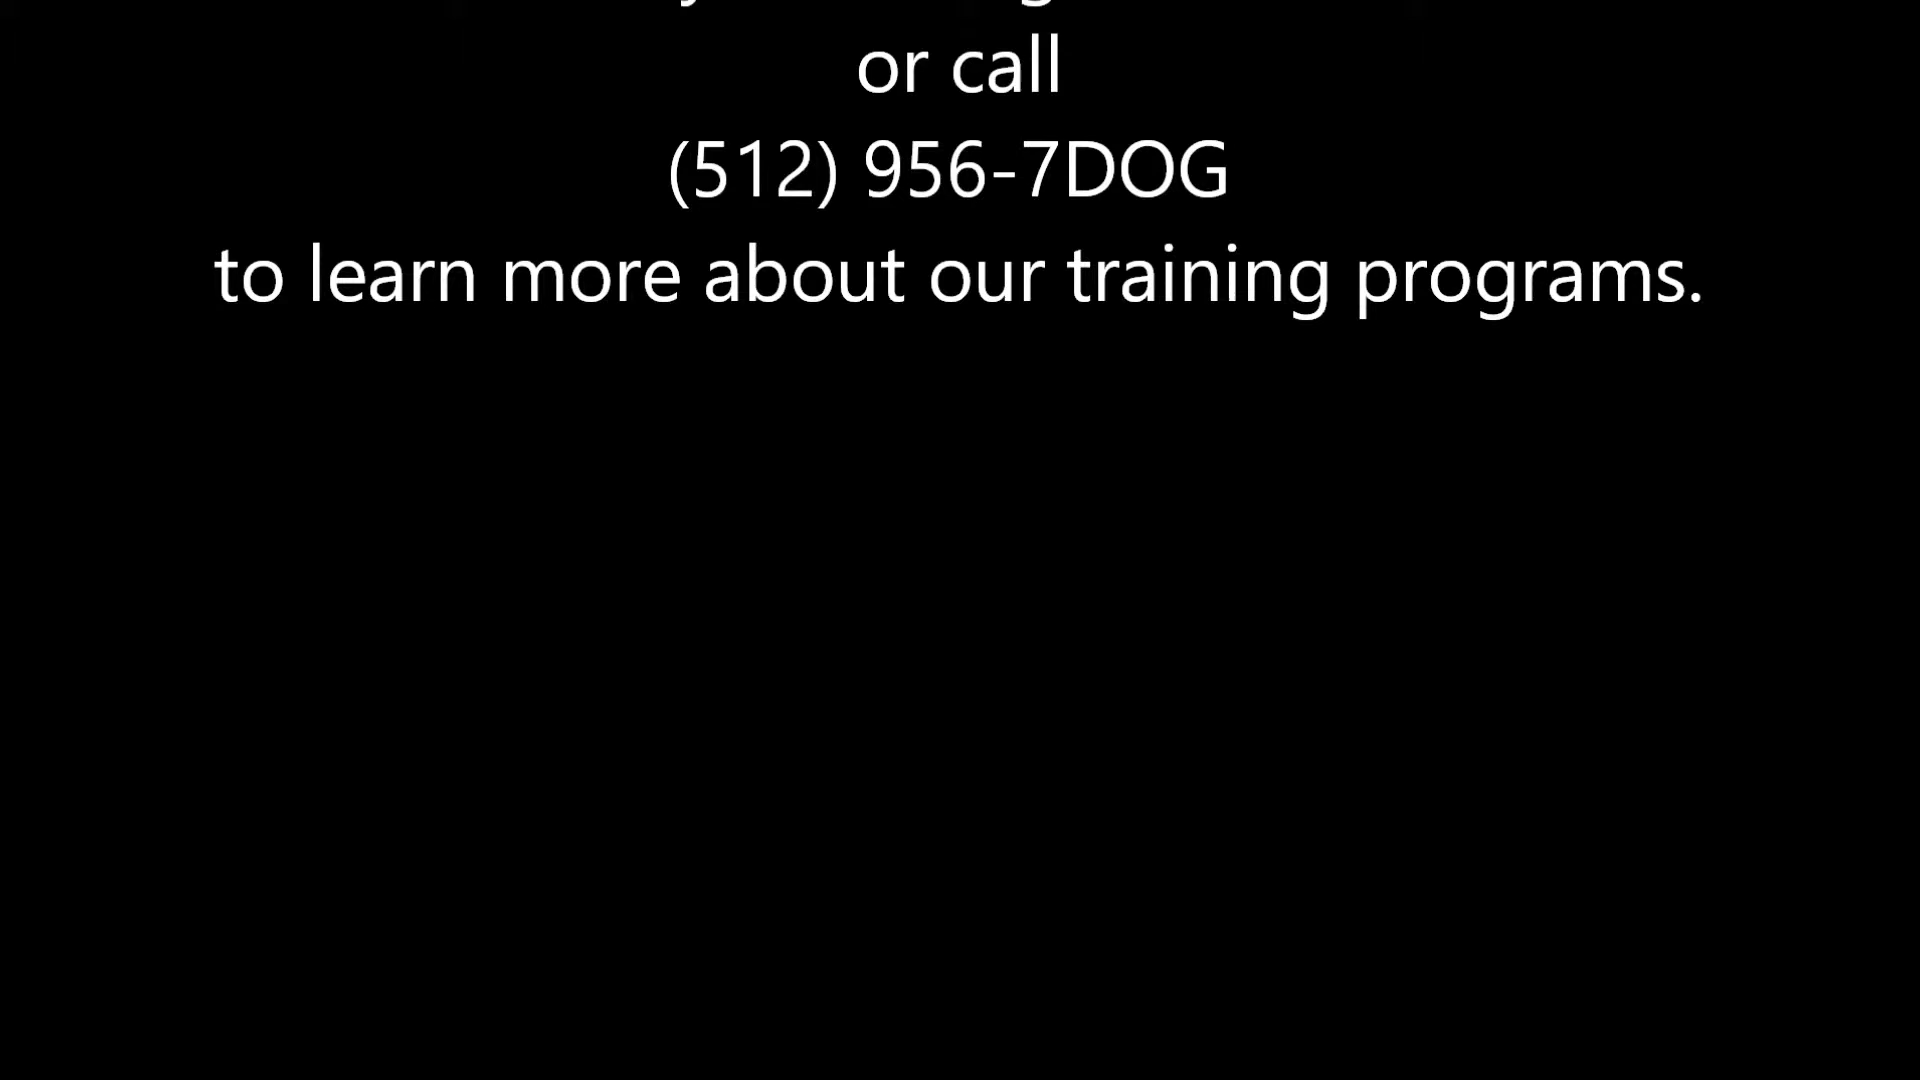 or call
(512) 956-7DOG
to learn more about our training programs.